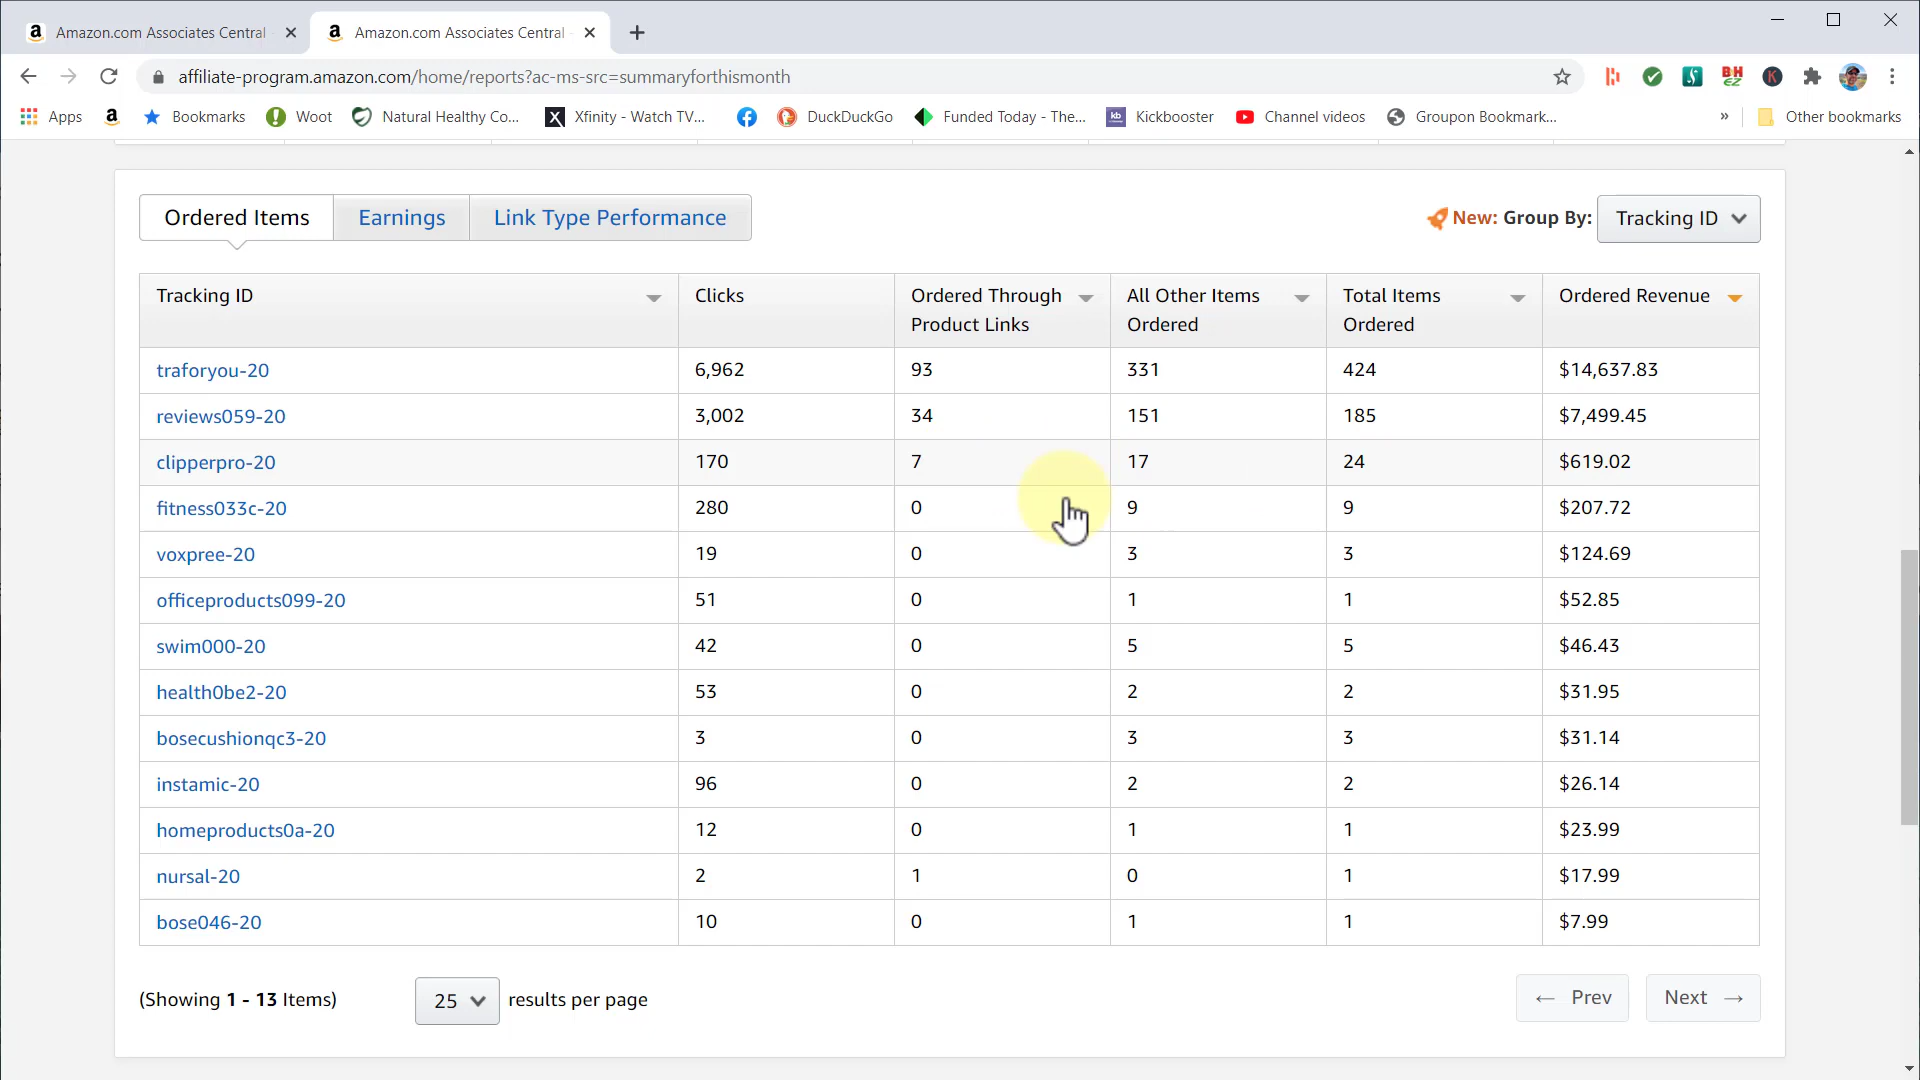 Amazon.com Associates Central
Amazon.com Associates Central
affiliate-program.amazon.com/home/reports?ac-ms-src=summaryforthismonth
Apps
Bookmarks
Woot
Natural Healthy Co...
Xfinity - Watch TV...
DuckDuckGo
Funded Today - The...
kb
Kickbooster
Channel videos
Groupon Bookmark...
»
Other bookmarks
Ordered Items
Earnings
Link Type Performance
New: Group By:
Tracking ID
Tracking ID Clicks Ordered Through Product Links All Other Items Ordered Total Items Ordered Ordered Revenue
traforyou-20 6,962 93 331 424 $14,637.83
reviews059-20 3,002 34 151 185 $7,499.45
clipperpro-20 170 7 17 24 $619.02
fitness033c-20 280 0 9 9 $207.72
voxpree-20 19 0 3 3 $124.69
officeproducts099-20 51 0 1 1 $52.85
swim000-20 42 0 5 5 $46.43
health0be2-20 53 0 2 2 $31.95
bosecushionqc3-20 3 0 3 3 $31.14
instamic-20 96 0 2 2 $26.14
homeproducts0a-20 12 0 1 1 $23.99
nursal-20 2 1 0 1 $17.99
bose046-20 10 0 1 1 $7.99
(Showing 1 - 13 Items)
25
results per page
← Prev
Next →